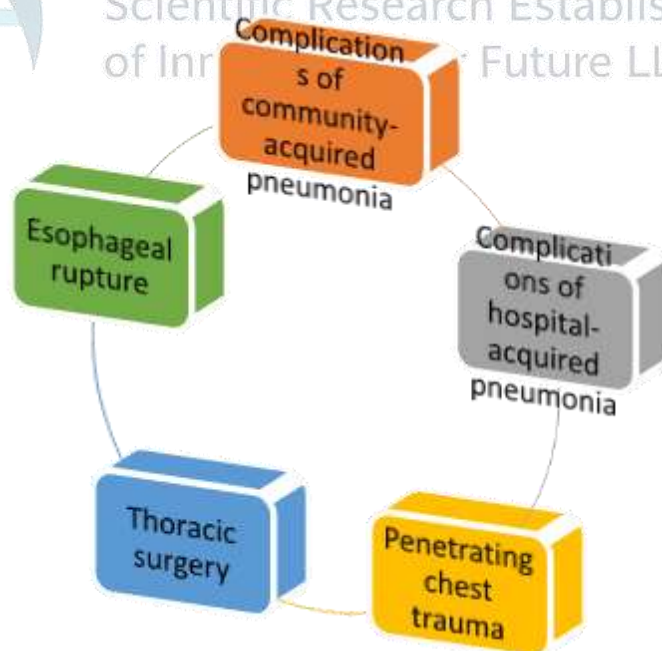 Scientific Research Establis
of Inn r Future LL
Complication
s of
community-
acquired
pneumonia
Esophageal
rupture
Complicati
ons of
hospital-
acquired
pneumonia
Thoracic
surgery
Penetrating
chest
trauma